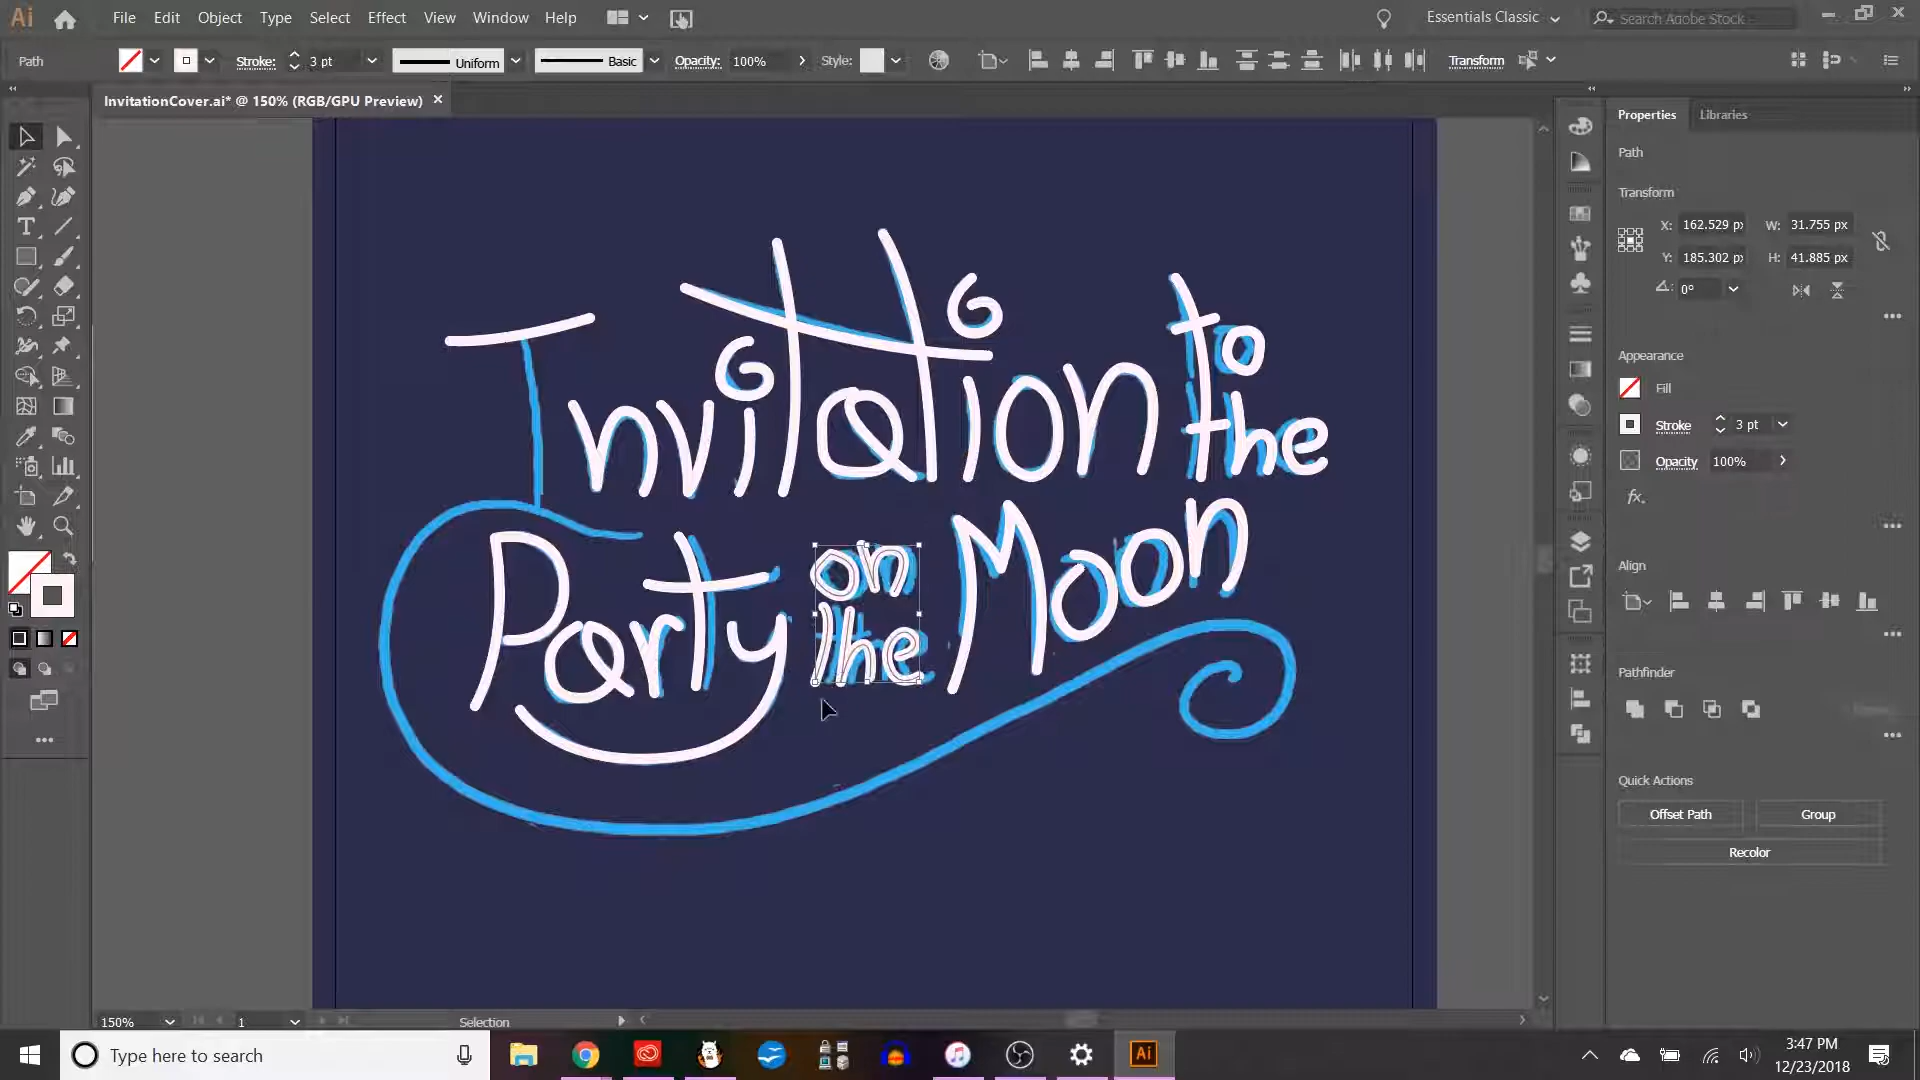 Ai File Edit Object Type Select Effect View Window Help Essentials Classic Search Adobe Stock
Path Stroke: 3 pt Uniform Basic Opacity: 100% Style: Transform
InvitationCover.ai* @ 150% (RGB/GPU Preview) ×
Properties Libraries
Path
Transform
X: 162.529 px W: 31.755 px
Y: 185.302 px H: 41.885 px
0°
Appearance
Fill
Stroke 3 pt
Opacity 100%
fx.
Align
Pathfinder
Quick Actions
Offset Path Group
Recolor
Invitation to
the
Party on
the Moon
150% 1 Selection
Type here to search
Ai
3:47 PM
12/23/2018